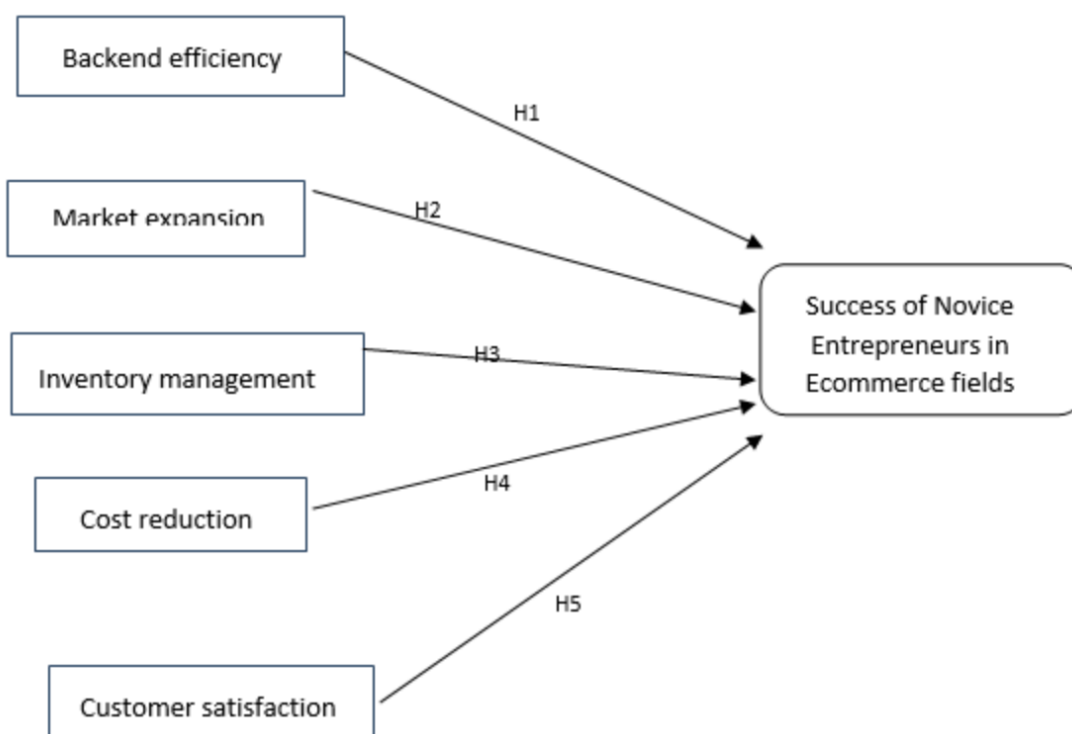 Backend efficiency
H1
Market expansion
H2
Success of Novice
Entrepreneurs in
Ecommerce fields
H3
Inventory management
H4
Cost reduction
H5
Customer satisfaction